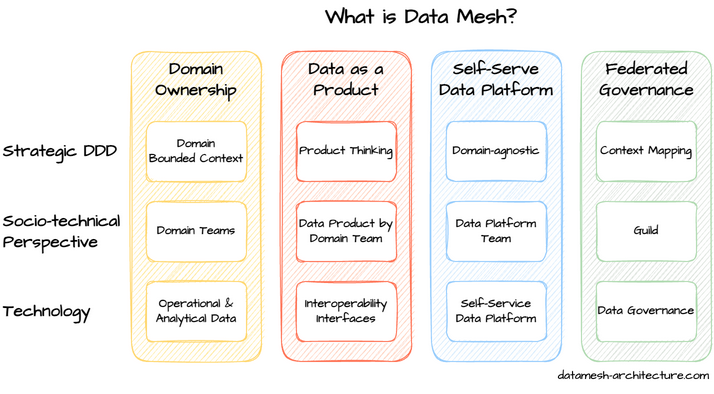 What is Data Mesh?
Domain
Ownership
Data as a
Product
Self-Serve
Data Platform
Federated
Governance
Strategic DDD
Domain
Bounded Context
Product Thinking
Domain-agnostic
Context Mapping
Socio-technical
Perspective
Domain Teams
Data Product by
Domain Team
Data Platform
Team
Guild
Technology
Operational &
Analytical Data
Interoperability
Interfaces
Self-Service
Data Platform
Data Governance
datamesh-architecture.com